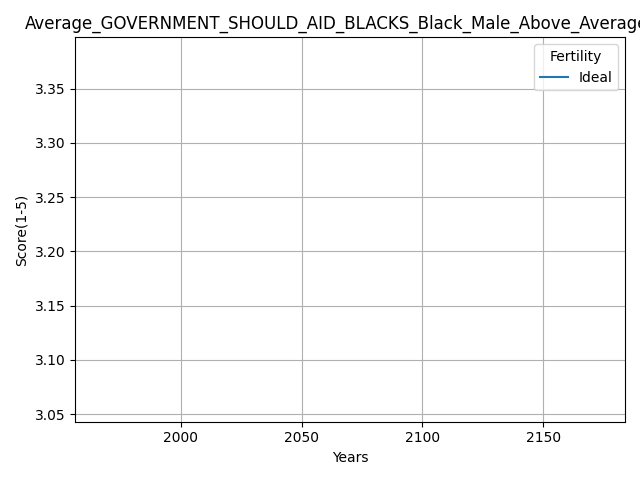 Average_GOVERNMENT_SHOULD_AID_BLACKS_Black_Male_Above_Average
Fertility
Ideal
3.35
3.30
3.25
3.20
3.15
3.10
3.05
Score(1-5)
2000 2050 2100 2150
Years